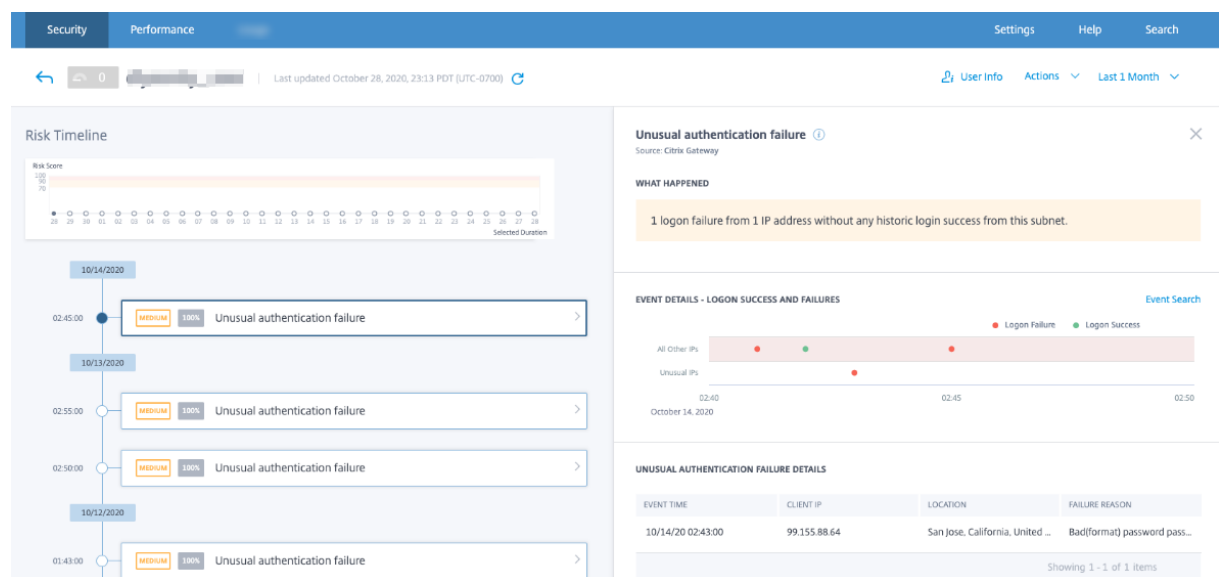 Security Performance Settings Help Search
0 Last updated October 28, 2020, 23:13 PDT (UTC-0700) User Info Actions Last 1 Month
Risk Timeline
Risk Score
100
90
70
28 29 30 01 02 03 04 05 06 07 08 09 10 11 12 13 14 15 16 17 18 19 20 21 22 23 24 25 26 27 28
Selected Duration
10/14/2020
02:45:00 MEDIUM 100% Unusual authentication failure
10/13/2020
02:55:00 MEDIUM 100% Unusual authentication failure
02:50:00 MEDIUM 100% Unusual authentication failure
10/12/2020
01:43:00 MEDIUM 100% Unusual authentication failure
Unusual authentication failure
Source: Citrix Gateway
WHAT HAPPENED
1 logon failure from 1 IP address without any historic login success from this subnet.
EVENT DETAILS - LOGON SUCCESS AND FAILURES Event Search
Logon Failure Logon Success
All Other IPs
Unusual IPs
02:40 02:45 02:50
October 14, 2020
UNUSUAL AUTHENTICATION FAILURE DETAILS
EVENT TIME CLIENT IP LOCATION FAILURE REASON
10/14/20 02:43:00 99.155.88.64 San Jose, California, United ... Bad(format) password pass...
Showing 1 - 1 of 1 items